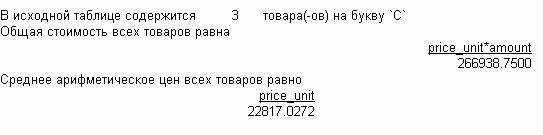 В исходной таблице содержится 3 товара(-ов) на букву `С`
Общая стоимость всех товаров равна
price_unit*amount
266938.7500
Среднее арифметическое цен всех товаров равно
price_unit
22817.0272